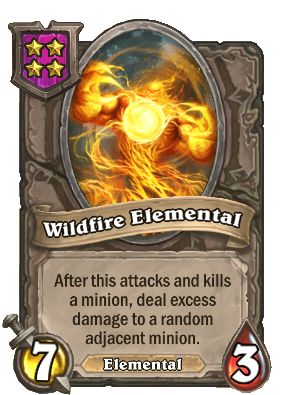 Wildfire Elemental
After this attacks and kills
a minion, deal excess
damage to a random
adjacent minion.
Elemental
7
3